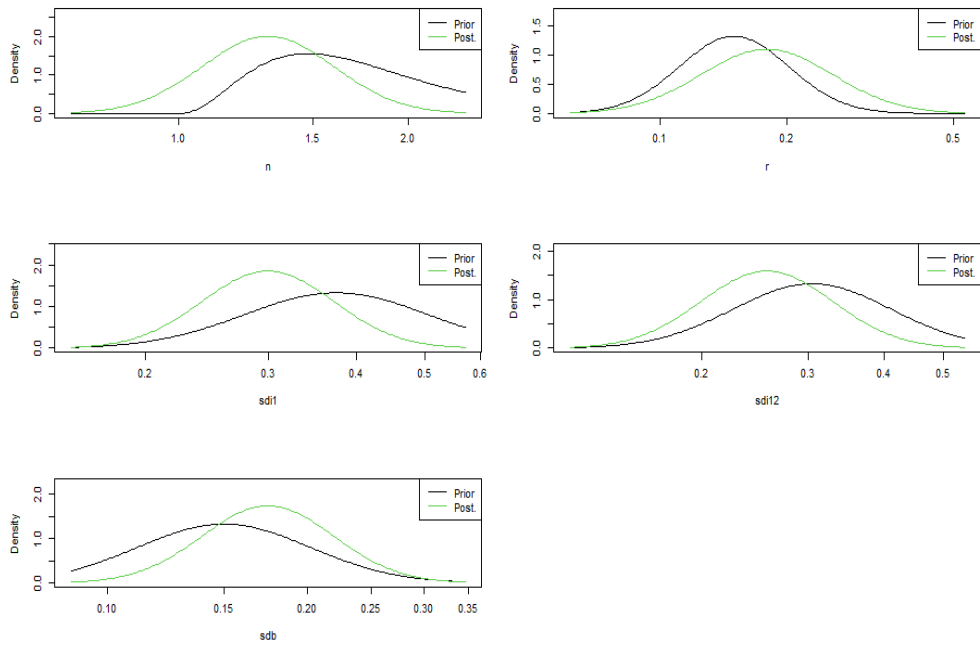 Density
0.0 1.0 2.0
1.0 1.5 2.0
n
Prior
Post.
Density
0.0 0.5 1.0 1.5
0.1 0.2 0.5
r
Prior
Post.
Density
0.0 1.0 2.0
0.2 0.3 0.4 0.5 0.6
sdi1
Prior
Post.
Density
0.0 1.0 2.0
0.2 0.3 0.4 0.5
sdi12
Prior
Post.
Density
0.0 1.0 2.0
0.10 0.15 0.20 0.25 0.30 0.35
sdb
Prior
Post.